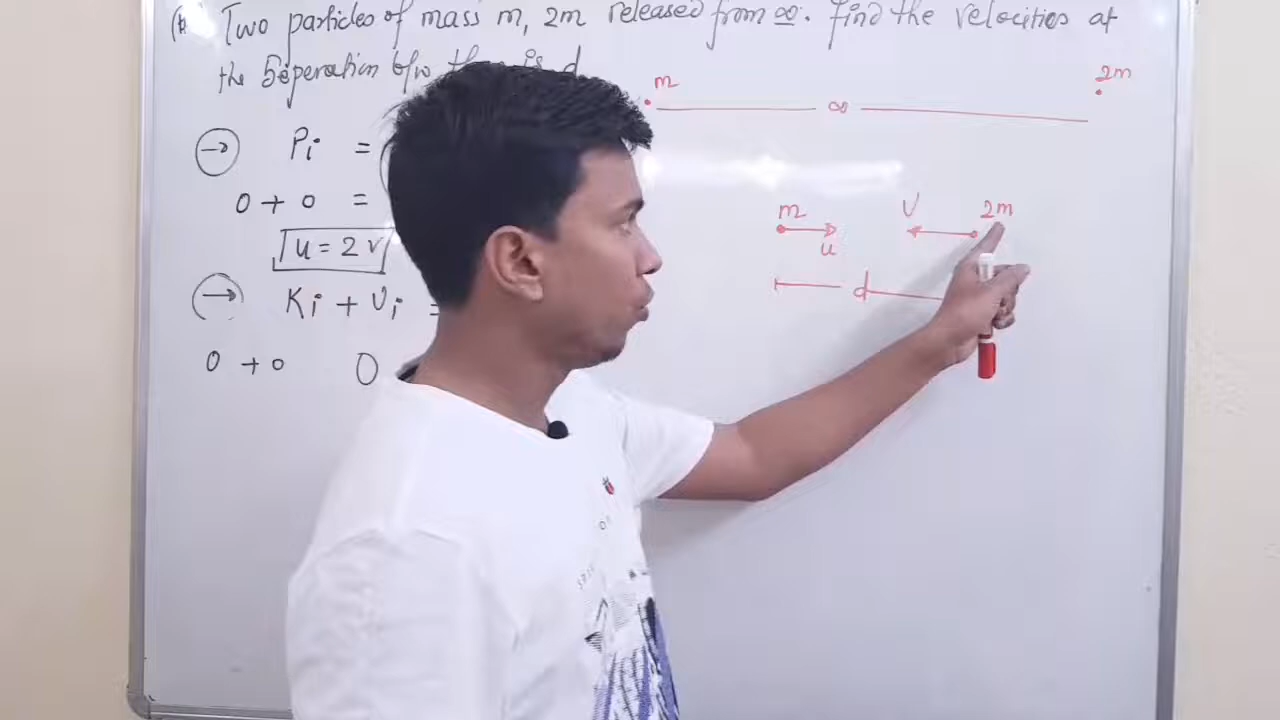 Two particles of mass m, 2m released from ∞. find the velocities at
the Seperation b/w is d
m ∞ 2m
→ Pi =
0 + 0 =
u = 2v
→ Ki + Ui =
0 + 0 0
m V 2m
u
d